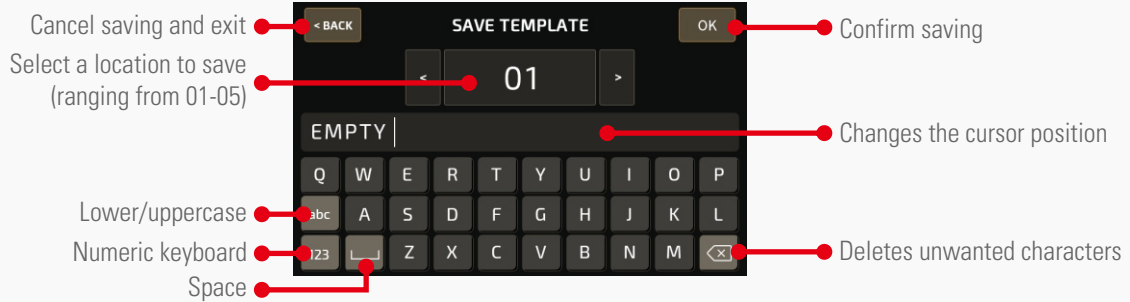 Cancel saving and exit
< BACK
SAVE TEMPLATE
OK
Confirm saving
Select a location to save
(ranging from 01-05)
<
01
>
EMPTY
Changes the cursor position
Q W E R T Y U I O P
Lower/uppercase
abc A S D F G H J K L
Numeric keyboard
123 Z X C V B N M
Deletes unwanted characters
Space